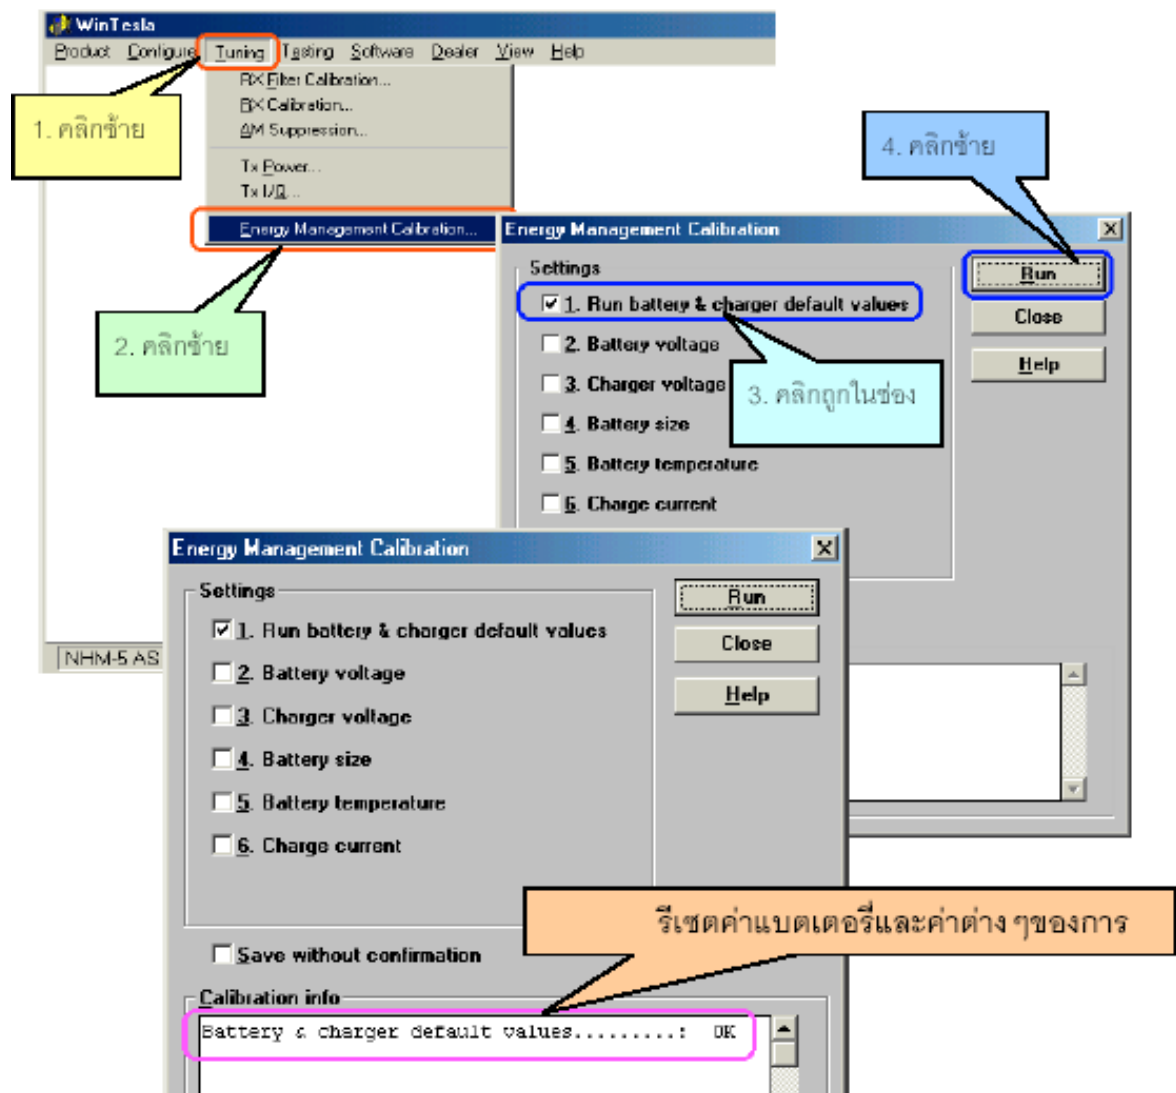 WinTesla
Product Configure Tuning Testing Software Dealer View Help
RX Filter Calibration...
RX Calibration...
AM Suppression...
Tx Power...
Tx I/Q...
Energy Management Calibration...
1. คลิกซ้าย
2. คลิกซ้าย
4. คลิกซ้าย
Energy Management Calibration
Settings
1. Run battery & charger default values
2. Battery voltage
3. Charger voltage
4. Battery size
5. Battery temperature
6. Charge current
Run
Close
Help
3. คลิกถูกในช่อง
NHM-5 AS
Energy Management Calibration
Settings
1. Run battery & charger default values
2. Battery voltage
3. Charger voltage
4. Battery size
5. Battery temperature
6. Charge current
Run
Close
Help
รีเซตค่าแบตเตอรี่และค่าต่าง ๆของการ
Save without confirmation
Calibration info
Battery & charger default values.........: OK